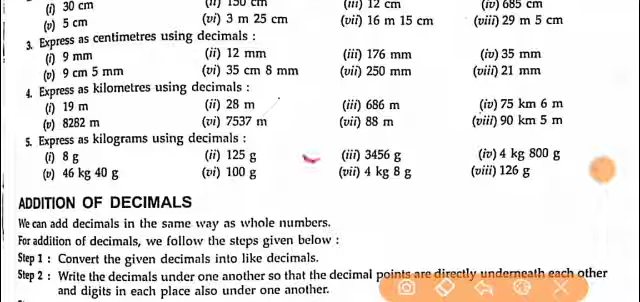 (i) 30 cm (ii) 150 cm (iii) 12 cm (iv) 685 cm
(v) 5 cm (vi) 3 m 25 cm (vii) 16 m 15 cm (viii) 29 m 5 cm
3. Express as centimetres using decimals :
(i) 9 mm (ii) 12 mm (iii) 176 mm (iv) 35 mm
(v) 9 cm 5 mm (vi) 35 cm 8 mm (vii) 250 mm (viii) 21 mm
4. Express as kilometres using decimals :
(i) 19 m (ii) 28 m (iii) 686 m (iv) 75 km 6 m
(v) 8282 m (vi) 7537 m (vii) 88 m (viii) 90 km 5 m
5. Express as kilograms using decimals :
(i) 8 g (ii) 125 g (iii) 3456 g (iv) 4 kg 800 g
(v) 46 kg 40 g (vi) 100 g (vii) 4 kg 8 g (viii) 126 g
ADDITION OF DECIMALS
We can add decimals in the same way as whole numbers.
For addition of decimals, we follow the steps given below :
Step 1 : Convert the given decimals into like decimals.
Step 2 : Write the decimals under one another so that the decimal points are directly underneath each other
and digits in each place also under one another.